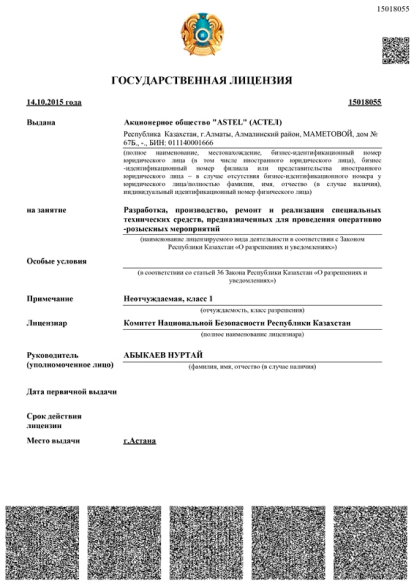 15018055
ГОСУДАРСТВЕННАЯ ЛИЦЕНЗИЯ
14.10.2015 года 15018055
Выдана Акционерное общество "ASTEL" (АСТЕЛ)
Республика Казахстан, г.Алматы, Алмалинский район, МАМЕТОВОЙ, дом №
67Б., -., БИН: 011140001666
(полное наименование, местонахождение, бизнес-идентификационный номер
юридического лица (в том числе иностранного юридического лица), бизнес
-идентификационный номер филиала или представительства иностранного
юридического лица – в случае отсутствия бизнес-идентификационного номера у
юридического лица/полностью фамилия, имя, отчество (в случае наличия),
индивидуальный идентификационный номер физического лица)
на занятие Разработка, производство, ремонт и реализация специальных
технических средств, предназначенных для проведения оперативно
-розыскных мероприятий
(наименование лицензируемого вида деятельности в соответствии с Законом
Республики Казахстан «О разрешениях и уведомлениях»)
Особые условия
(в соответствии со статьей 36 Закона Республики Казахстан «О разрешениях и
уведомлениях»)
Примечание Неотчуждаемая, класс 1
(отчуждаемость, класс разрешения)
Лицензиар Комитет Национальной Безопасности Республики Казахстан
(полное наименование лицензиара)
Руководитель АБЫКАЕВ НУРТАЙ
(уполномоченное лицо) (фамилия, имя, отчество (в случае наличия)
Дата первичной выдачи
Срок действия
лицензии
Место выдачи г.Астана